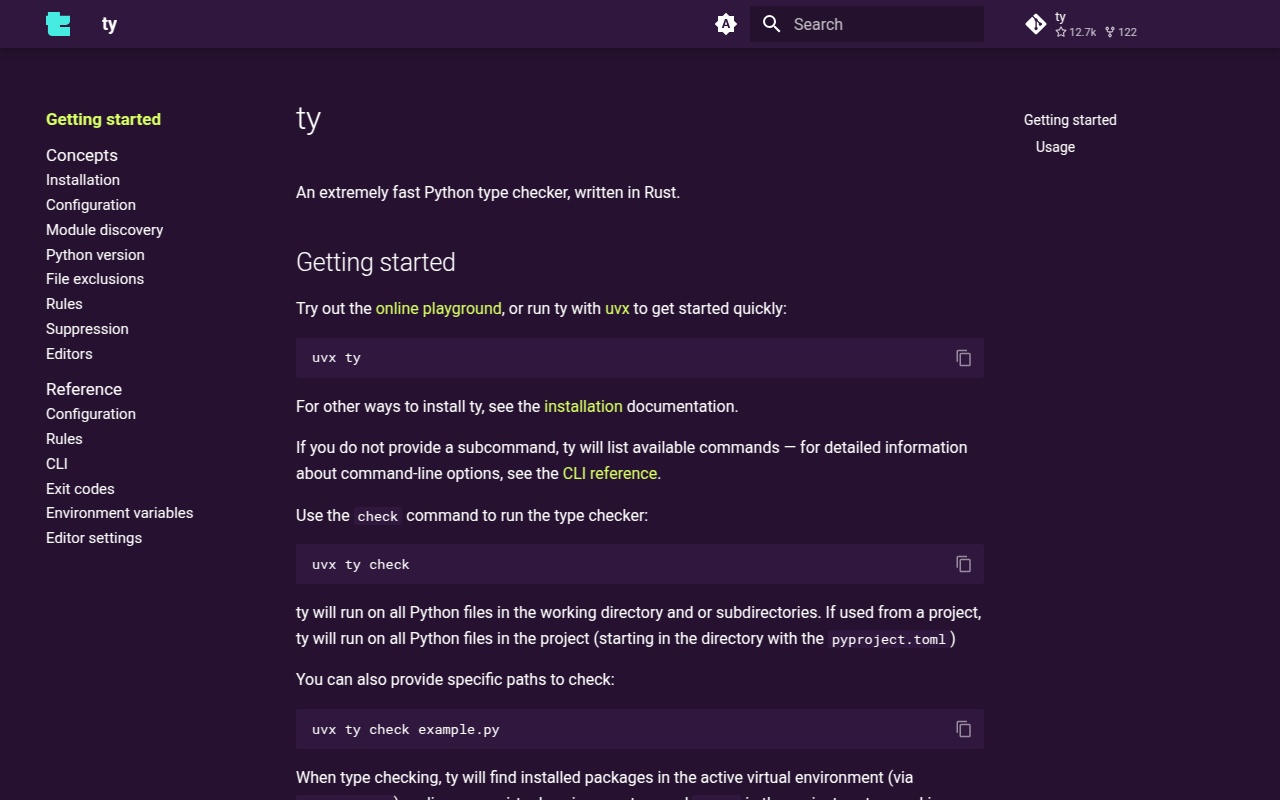 ty
A
Search
ty
12.7k 122
Getting started
Concepts
Installation
Configuration
Module discovery
Python version
File exclusions
Rules
Suppression
Editors
Reference
Configuration
Rules
CLI
Exit codes
Environment variables
Editor settings
ty
An extremely fast Python type checker, written in Rust.
Getting started
Try out the online playground, or run ty with uvx to get started quickly:
uvx ty
For other ways to install ty, see the installation documentation.
If you do not provide a subcommand, ty will list available commands — for detailed information
about command-line options, see the CLI reference.
Use the check command to run the type checker:
uvx ty check
ty will run on all Python files in the working directory and or subdirectories. If used from a project,
ty will run on all Python files in the project (starting in the directory with the pyproject.toml )
You can also provide specific paths to check:
uvx ty check example.py
When type checking, ty will find installed packages in the active virtual environment (via
Getting started
Usage